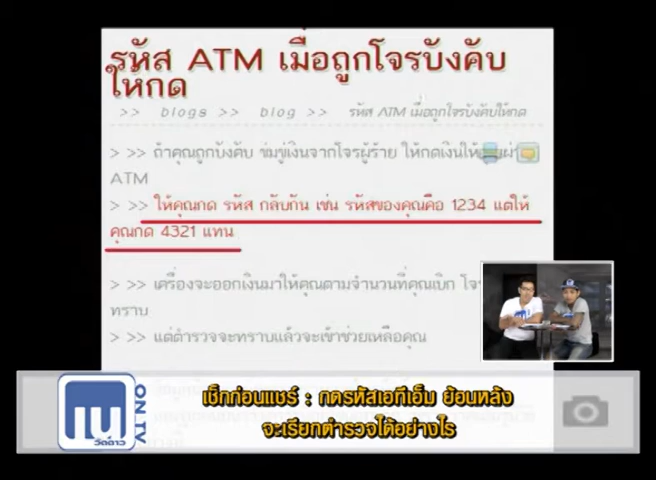 รหัส ATM เมื่อถูกโจรบังคับ
ให้กด
>> blogs >> blog >> รหัส ATM เมื่อถูกโจรบังคับให้กด
> >> ถ้าคุณถูกบังคับ ข่มขู่เงินจากโจรผู้ร้าย ให้กดเงินให้
ATM
> >> ให้คุณกด รหัส กลับกัน เช่น รหัสของคุณคือ 1234 แต่ให้
คุณกด 4321 แทน
> >> เครื่องจะออกเงินมาให้คุณตามจำนวนที่คุณเบิก
ทราบ
> >> แต่ตำรวจจะทราบแล้วจะเข้าช่วยเหลือคุณ
ON TV
วัดดาว
เช็กก่อนแชร์ : กดรหัสเอทีเอ็ม ย้อนหลัง
จะเรียกตำรวจได้อย่างไร